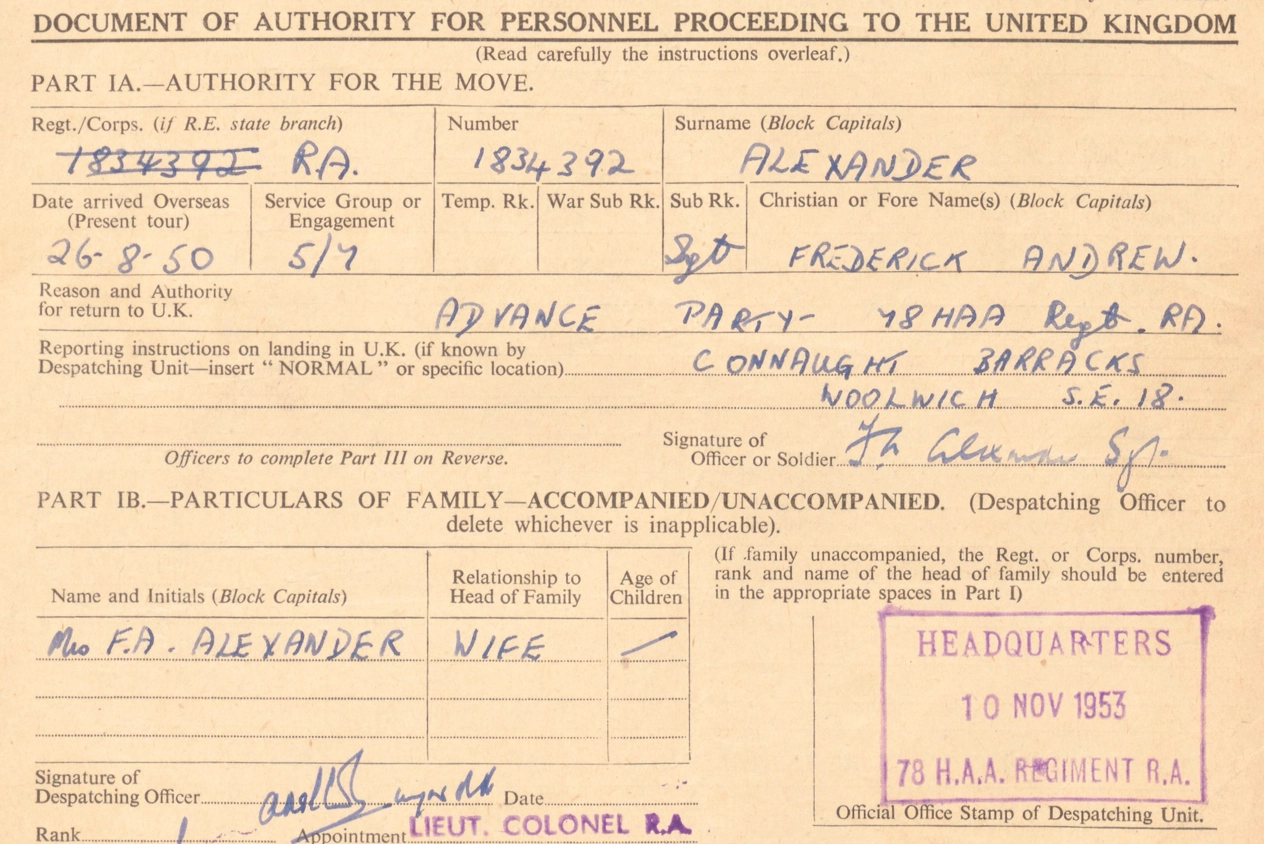 DOCUMENT OF AUTHORITY FOR PERSONNEL PROCEEDING TO THE UNITED KINGDOM
(Read carefully the instructions overleaf.)
PART IA.—AUTHORITY FOR THE MOVE.
Regt./Corps. (if R.E. state branch)
1834392 R.A.
Number
1834392
Surname (Block Capitals)
ALEXANDER
Date arrived Overseas
(Present tour)
26-8-50
Service Group or
Engagement
5/7
Temp. Rk.
War Sub Rk.
Sub Rk.
Sgt
Christian or Fore Name(s) (Block Capitals)
FREDERICK ANDREW.
Reason and Authority
for return to U.K.
ADVANCE PARTY- 78 HAA Regt. RA.
Reporting instructions on landing in U.K. (if known by
Despatching Unit—insert "NORMAL" or specific location)
CONNAUGHT BARRACKS
WOOLWICH S.E. 18.
Officers to complete Part III on Reverse.
Signature of
Officer or Soldier
Sgt.
PART IB.—PARTICULARS OF FAMILY—ACCOMPANIED/UNACCOMPANIED. (Despatching Officer to
delete whichever is inapplicable).
Name and Initials (Block Capitals)
Relationship to
Head of Family
Age of
Children
Mrs F.A. ALEXANDER WIFE
(If family unaccompanied, the Regt. or Corps. number,
rank and name of the head of family should be entered
in the appropriate spaces in Part I)
HEADQUARTERS
10 NOV 1953
78 H.A.A. REGIMENT R.A.
Official Office Stamp of Despatching Unit.
Signature of
Despatching Officer
Date
Rank
Appointment LIEUT. COLONEL R.A.